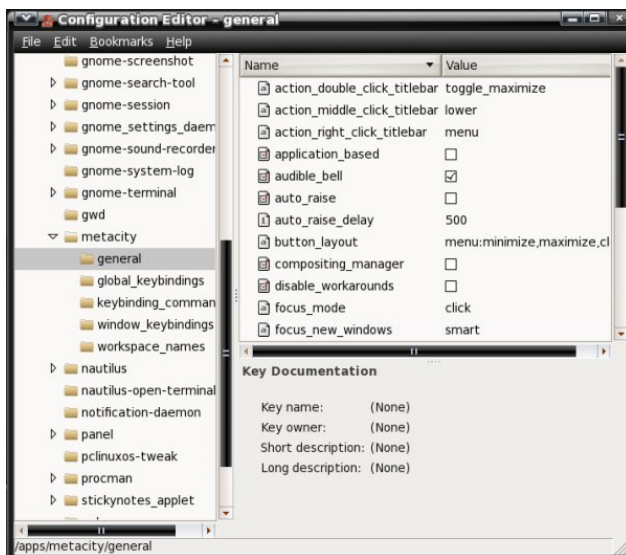 Configuration Editor - general
File Edit Bookmarks Help
gnome-screenshot
gnome-search-tool
gnome-session
gnome_settings_daem
gnome-sound-recorder
gnome-system-log
gnome-terminal
gwd
metacity
general
global_keybindings
keybinding_comman
window_keybindings
workspace_names
nautilus
nautilus-open-terminal
notification-daemon
panel
pclinuxos-tweak
procman
stickynotes_applet
Name Value
action_double_click_titlebar toggle_maximize
action_middle_click_titlebar lower
action_right_click_titlebar menu
application_based
audible_bell
auto_raise
auto_raise_delay 500
button_layout menu:minimize,maximize,cl
compositing_manager
disable_workarounds
focus_mode click
focus_new_windows smart
Key Documentation
Key name: (None)
Key owner: (None)
Short description: (None)
Long description: (None)
/apps/metacity/general